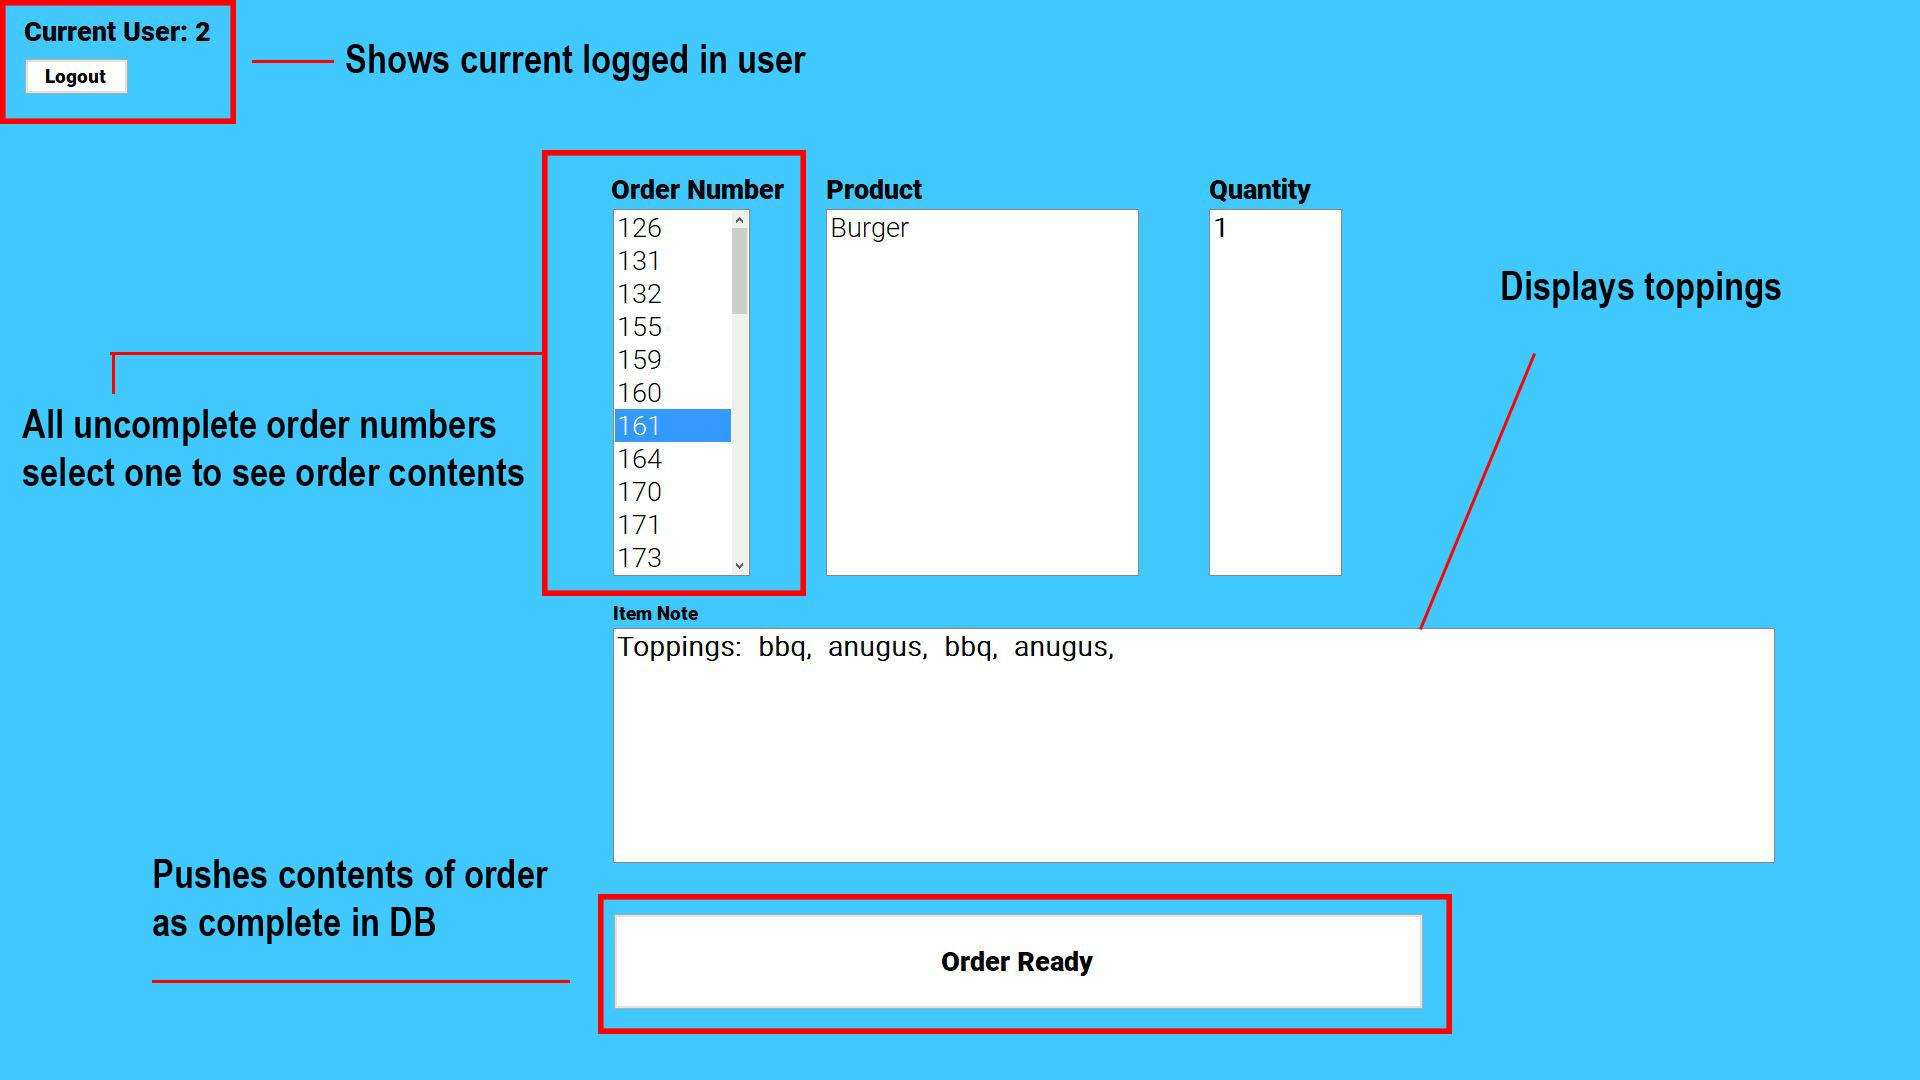 Current User: 2
Logout
Shows current logged in user
Order Number
Product
Quantity
126
131
132
155
159
160
161
164
170
171
173
Burger
1
Displays toppings
All uncomplete order numbers
select one to see order contents
Item Note
Toppings: bbq, anugus, bbq, anugus,
Pushes contents of order
as complete in DB
Order Ready